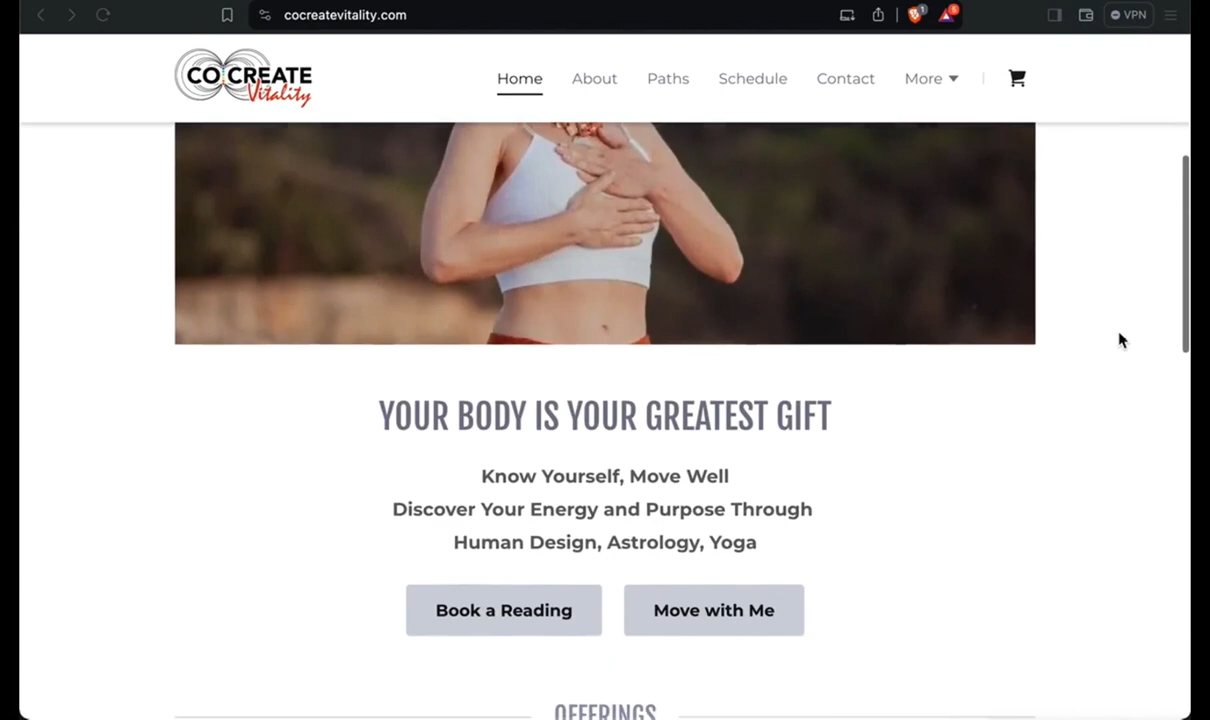 cocreatevitality.com
1
5
VPN
CO CREATE
Vitality
Home
About
Paths
Schedule
Contact
More
YOUR BODY IS YOUR GREATEST GIFT
Know Yourself, Move Well
Discover Your Energy and Purpose Through
Human Design, Astrology, Yoga
Book a Reading
Move with Me
OFFERINGS